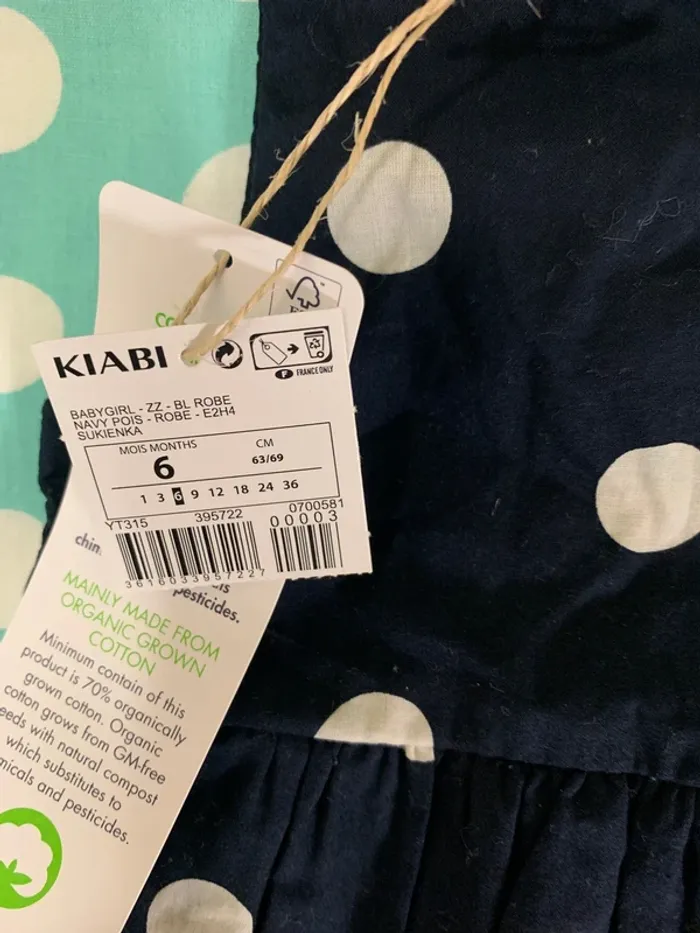 KIABI
FRANCE ONLY
BABYGIRL - ZZ - BL ROBE
NAVY POIS - ROBE - E2H4
SUKIENKA
MOIS MONTHS CM
6 63/69
1 3 6 9 12 18 24 36
YT315 395722 0700581
00003
3616033957227
pesticides.
MAINLY MADE FROM
ORGANIC GROWN
COTTON
Minimum contain of this
product is 70% organically
grown cotton. Organic
cotton grows from GM-free
eeds with natural compost
which substitutes to
micals and pesticides.